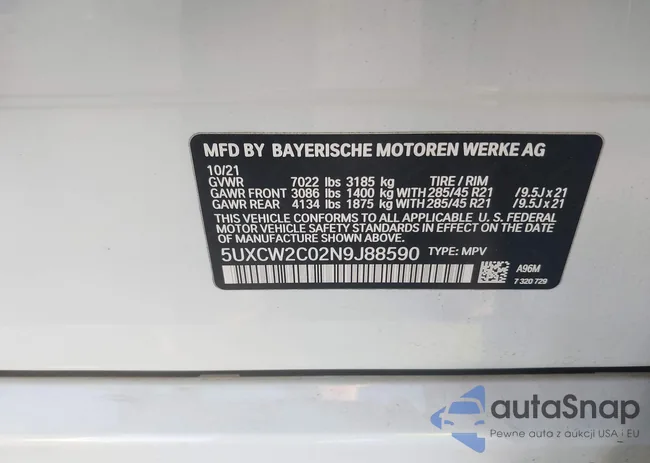 MFD BY BAYERISCHE MOTOREN WERKE AG
10/21
GVWR 7022 lbs 3185 kg TIRE / RIM
GAWR FRONT 3086 lbs 1400 kg WITH 285/45 R21 /9.5J x 21
GAWR REAR 4134 lbs 1875 kg WITH 285/45 R21 /9.5J x 21
THIS VEHICLE CONFORMS TO ALL APPLICABLE U. S. FEDERAL
MOTOR VEHICLE SAFETY STANDARDS IN EFFECT ON THE DATE
OF MANUFACTURE SHOWN ABOVE.
5UXCW2C02N9J88590 TYPE: MPV
A96M
7 320 729
autoSnap
Pewne auta z aukcji USA i EU